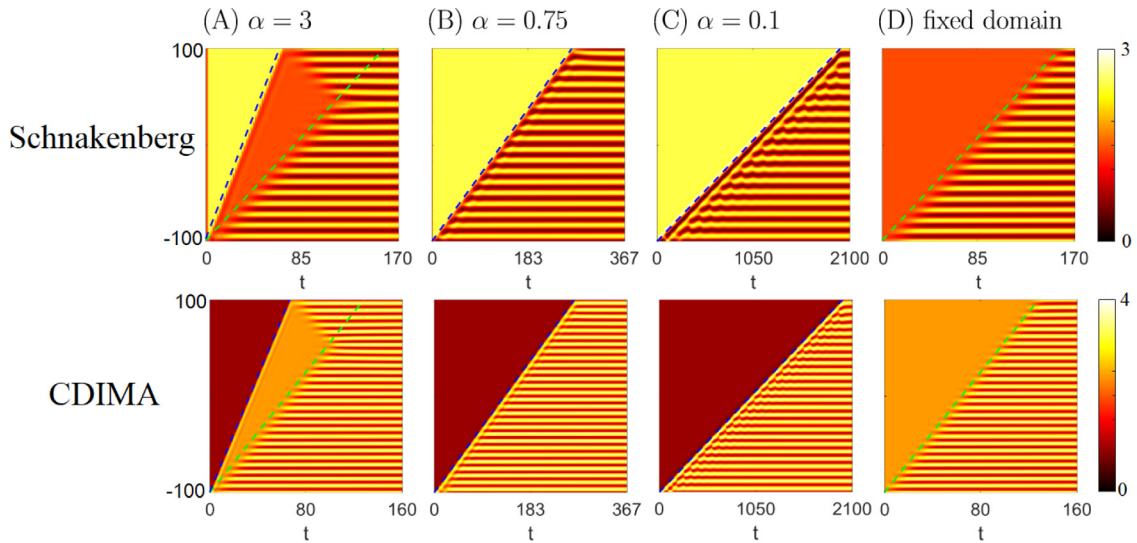 (A) α = 3 (B) α = 0.75 (C) α = 0.1 (D) fixed domain
Schnakenberg
100
-100
0 85 170
t
0 183 367
t
0 1050 2100
t
0 85 170
t
3
0
CDIMA
100
-100
0 80 160
t
0 183 367
t
0 1050 2100
t
0 80 160
t
4
0